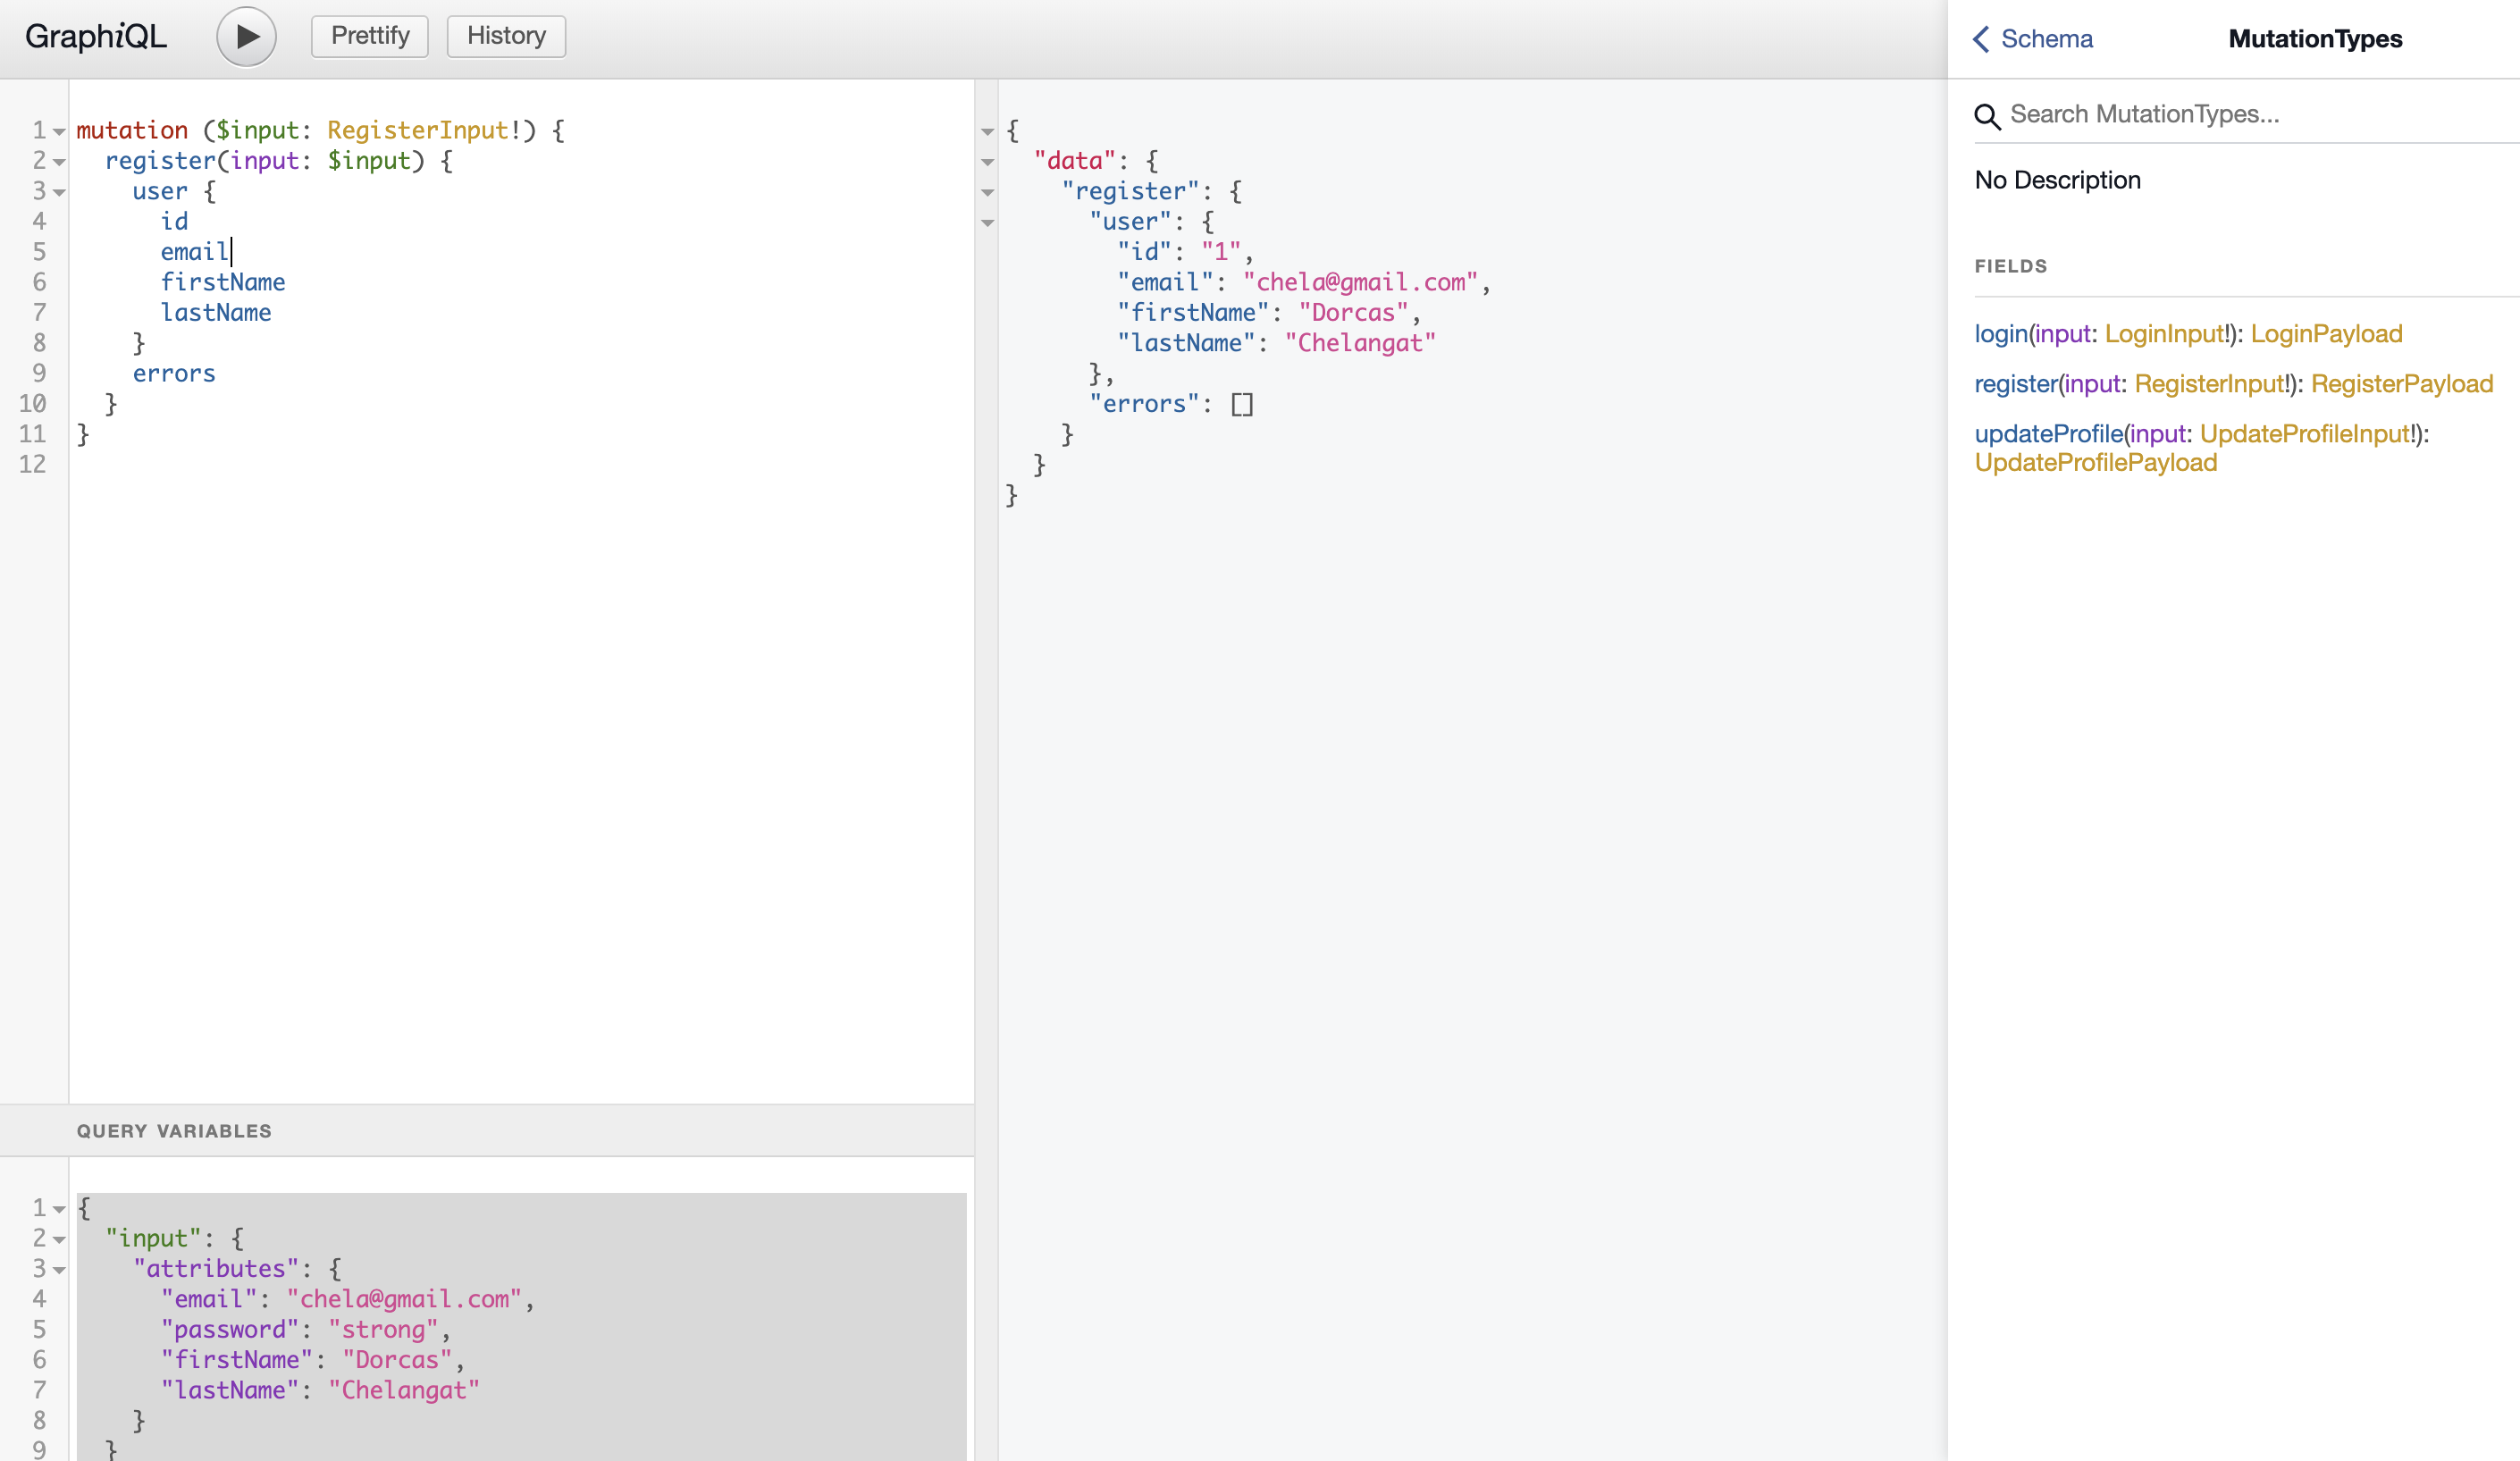 GraphiQL
Prettify
History
1 mutation ($input: RegisterInput!) {
2   register(input: $input) {
3     user {
4       id
5       email
6       firstName
7       lastName
8     }
9     errors
10   }
11 }
12
QUERY VARIABLES
1 {
2   "input": {
3     "attributes": {
4       "email": "chela@gmail.com",
5       "password": "strong",
6       "firstName": "Dorcas",
7       "lastName": "Chelangat"
8     }
9   }
{
  "data": {
    "register": {
      "user": {
        "id": "1",
        "email": "chela@gmail.com",
        "firstName": "Dorcas",
        "lastName": "Chelangat"
      },
      "errors": []
    }
  }
}
Schema
MutationTypes
Search MutationTypes...
No Description
FIELDS
login(input: LoginInput!): LoginPayload
register(input: RegisterInput!): RegisterPayload
updateProfile(input: UpdateProfileInput!):
UpdateProfilePayload